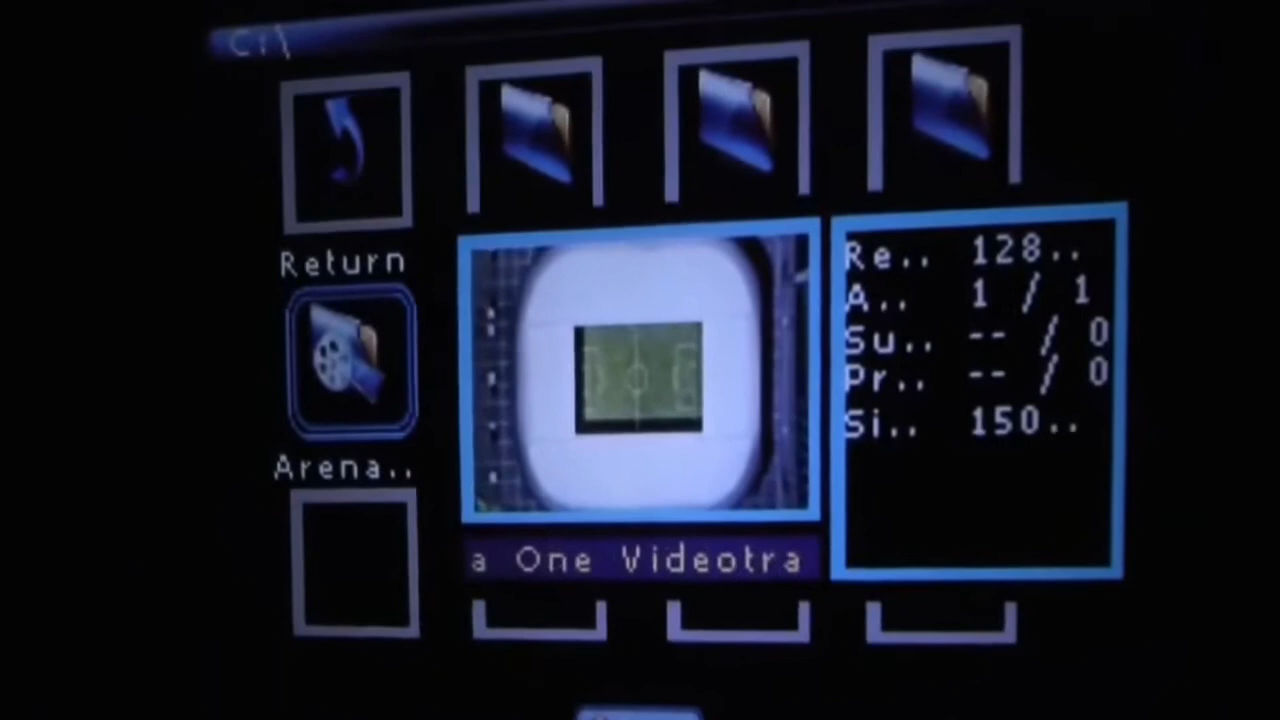 C:\
Return
Re.. 128..
A.. 1 / 1
Su.. -- / 0
Pr.. -- / 0
Si.. 150..
Arena..
a One Videotra